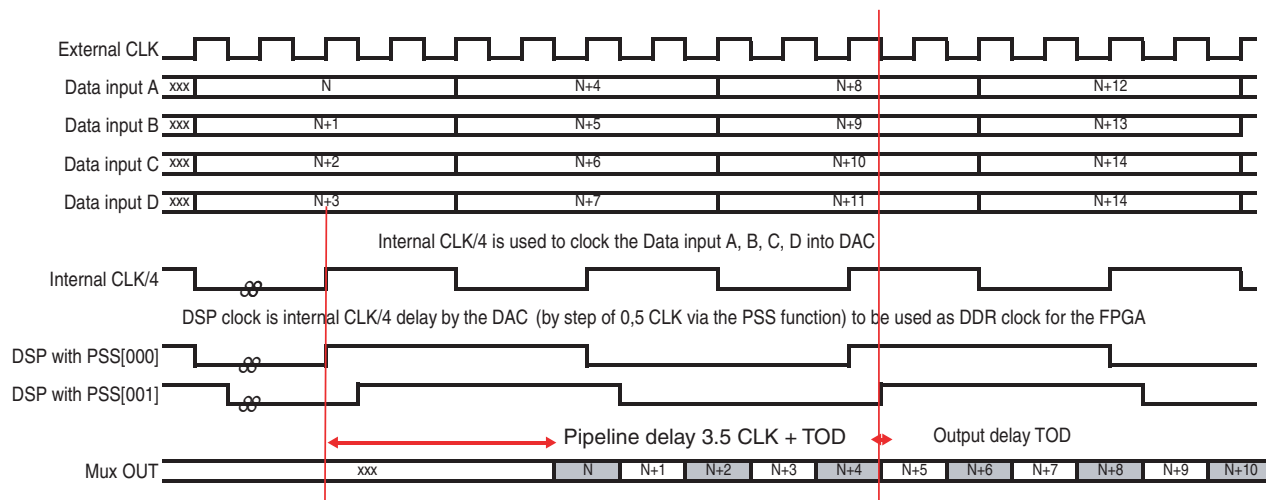 External CLK
Data input A xxx N N+4 N+8 N+12
Data input B xxx N+1 N+5 N+9 N+13
Data input C xxx N+2 N+6 N+10 N+14
Data input D xxx N+3 N+7 N+11 N+14
Internal CLK/4 is used to clock the Data input A, B, C, D into DAC
Internal CLK/4
DSP clock is internal CLK/4 delay by the DAC (by step of 0,5 CLK via the PSS function) to be used as DDR clock for the FPGA
DSP with PSS[000]
DSP with PSS[001]
Pipeline delay 3.5 CLK + TOD Output delay TOD
Mux OUT xxx N N+1 N+2 N+3 N+4 N+5 N+6 N+7 N+8 N+9 N+10